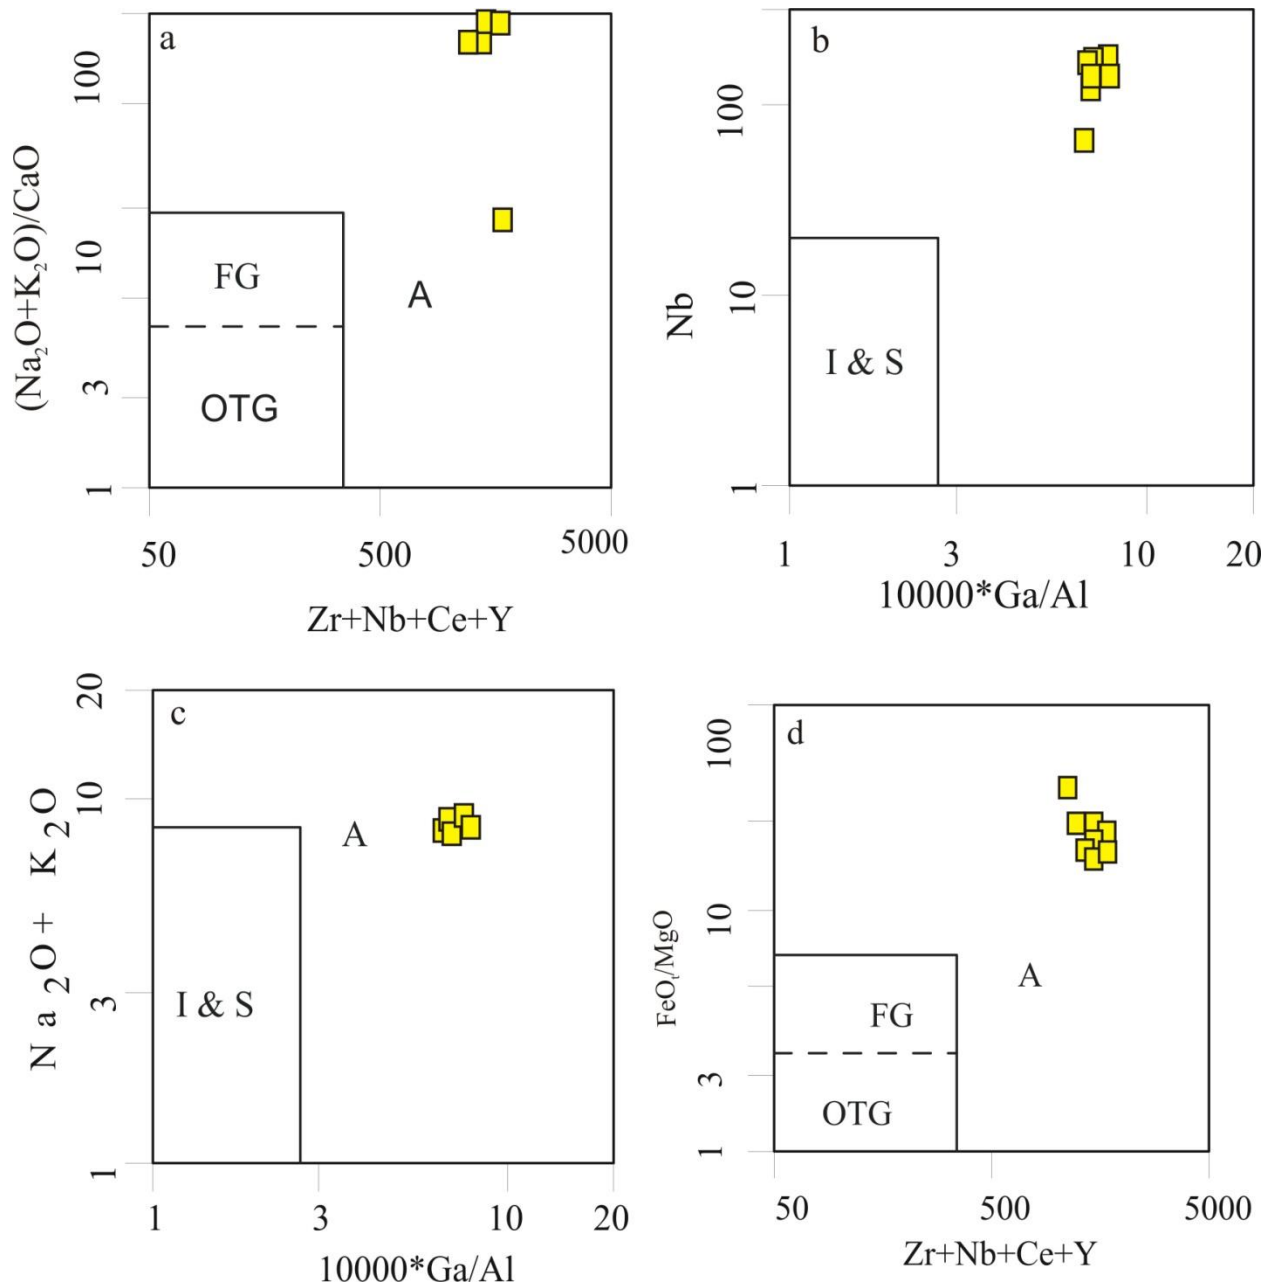 a
(Na₂O+K₂O)/CaO
100
10
3
1
FG
A
OTG
50 500 5000
Zr+Nb+Ce+Y
b
Nb
100
10
1
I & S
1 3 10 20
10000*Ga/Al
c
Na₂O + K₂O
20
10
3
1
A
I & S
1 3 10 20
10000*Ga/Al
d
FeOₜ/MgO
100
10
3
1
A
FG
OTG
50 500 5000
Zr+Nb+Ce+Y